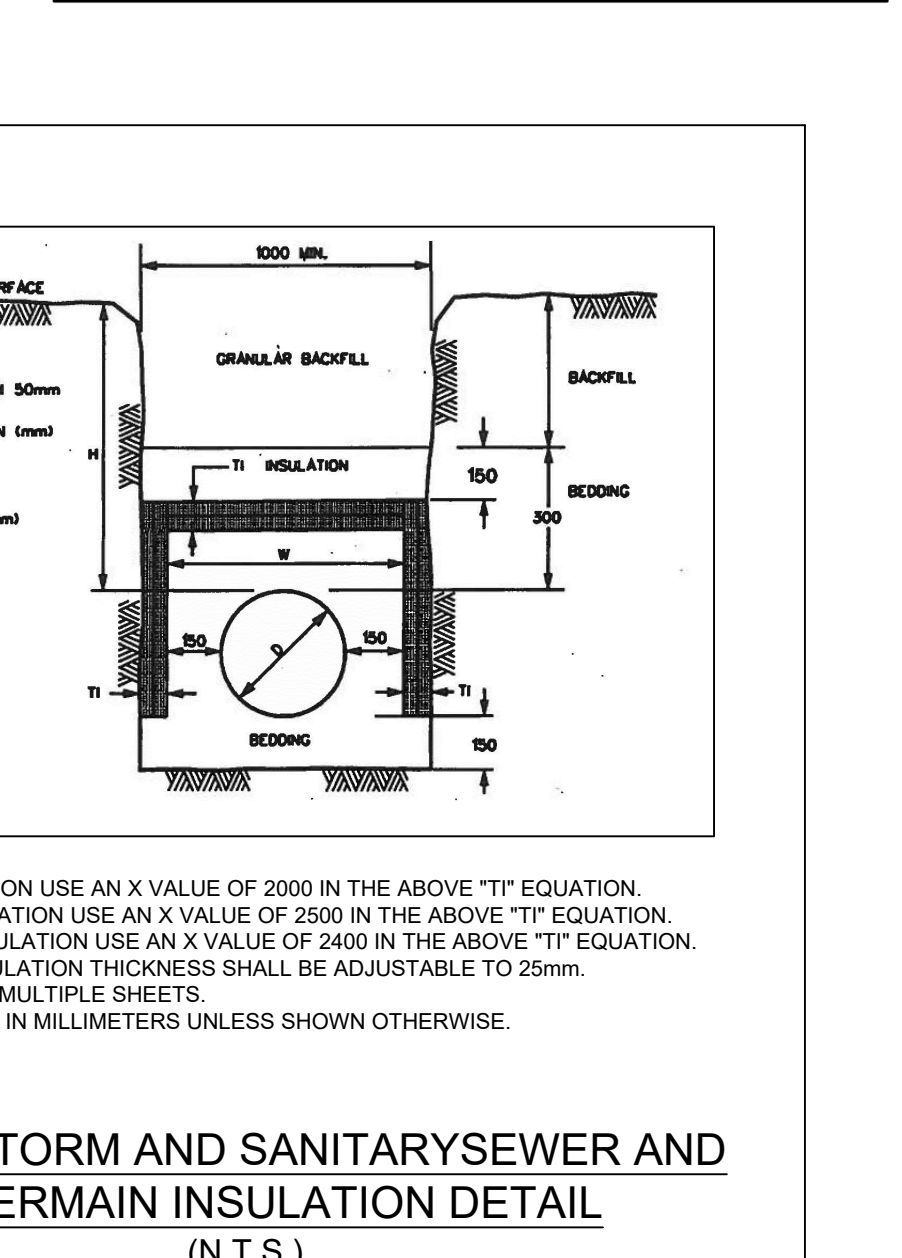 1000 MIN.
RFACE
GRANULAR BACKFILL
BACKFILL
50mm
N (mm)
H
TI INSULATION
150
BEDDING
m)
300
W
150
D
150
TI
TI
BEDDING
150
ON USE AN X VALUE OF 2000 IN THE ABOVE "TI" EQUATION.
ATION USE AN X VALUE OF 2500 IN THE ABOVE "TI" EQUATION.
ULATION USE AN X VALUE OF 2400 IN THE ABOVE "TI" EQUATION.
ULATION THICKNESS SHALL BE ADJUSTABLE TO 25mm.
MULTIPLE SHEETS.
IN MILLIMETERS UNLESS SHOWN OTHERWISE.
TORM AND SANITARYSEWER AND
ERMAIN INSULATION DETAIL
(N.T.S.)